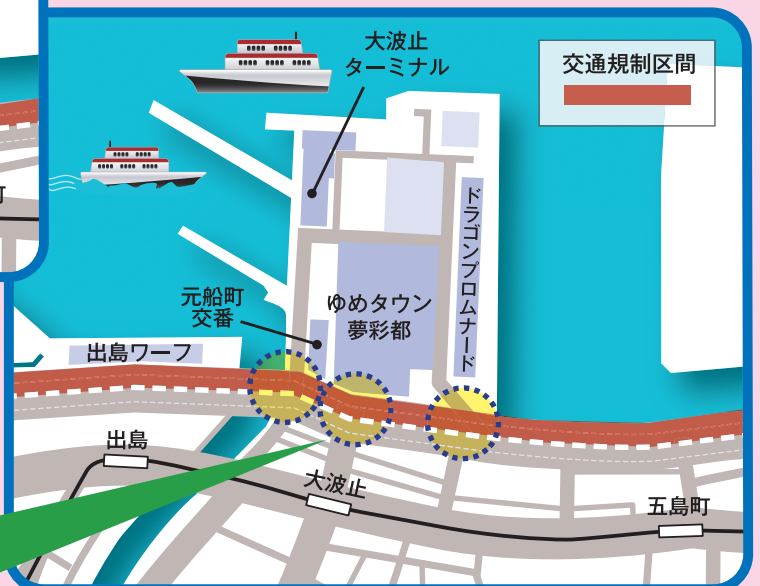 大波止
ターミナル
交通規制区間
ドラゴンプロムナード
元船町
交番
ゆめタウン
夢彩都
出島ワーフ
出島
大波止
五島町